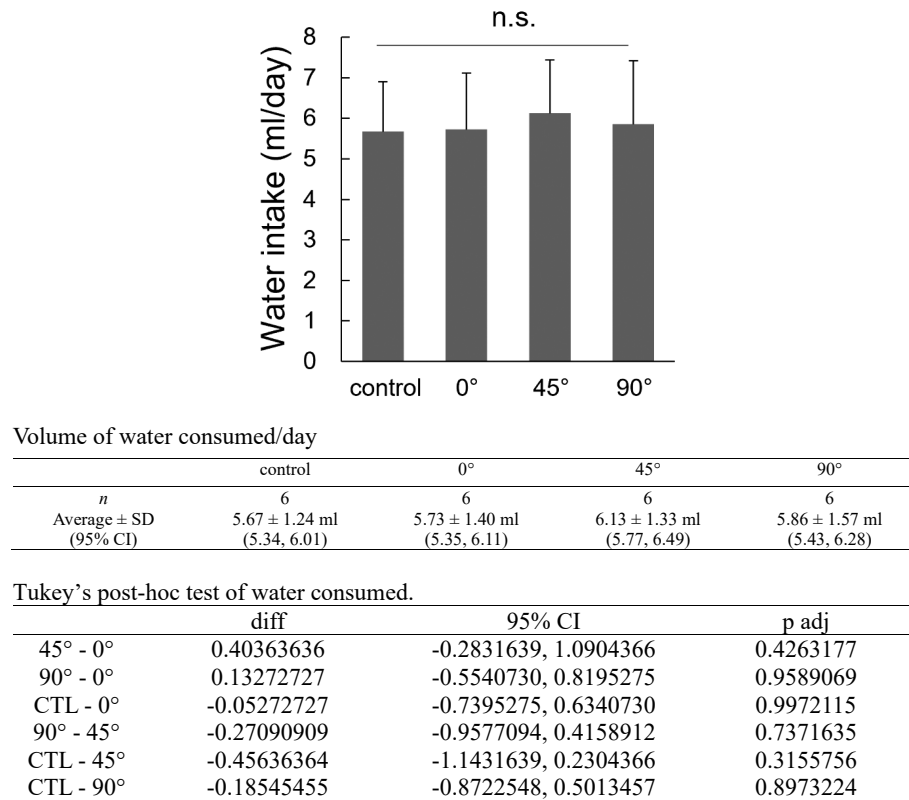 n.s.
8
7
6
5
4
3
2
1
0
Water intake (ml/day)
control 0° 45° 90°
Volume of water consumed/day
control 0° 45° 90°
n 6 6 6 6
Average ± SD 5.67 ± 1.24 ml 5.73 ± 1.40 ml 6.13 ± 1.33 ml 5.86 ± 1.57 ml
(95% CI) (5.34, 6.01) (5.35, 6.11) (5.77, 6.49) (5.43, 6.28)
Tukey’s post-hoc test of water consumed.
diff 95% CI p adj
45° - 0° 0.40363636 -0.2831639, 1.0904366 0.4263177
90° - 0° 0.13272727 -0.5540730, 0.8195275 0.9589069
CTL - 0° -0.05272727 -0.7395275, 0.6340730 0.9972115
90° - 45° -0.27090909 -0.9577094, 0.4158912 0.7371635
CTL - 45° -0.45636364 -1.1431639, 0.2304366 0.3155756
CTL - 90° -0.18545455 -0.8722548, 0.5013457 0.8973224